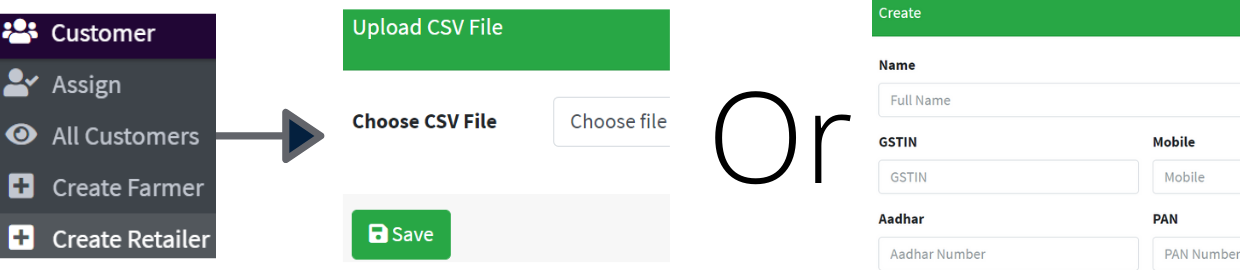 Customer
Assign
All Customers
Create Farmer
Create Retailer
Upload CSV File
Choose CSV File
Choose file
Save
Or
Create
Name
Full Name
GSTIN
Mobile
GSTIN
Mobile
Aadhar
PAN
Aadhar Number
PAN Number